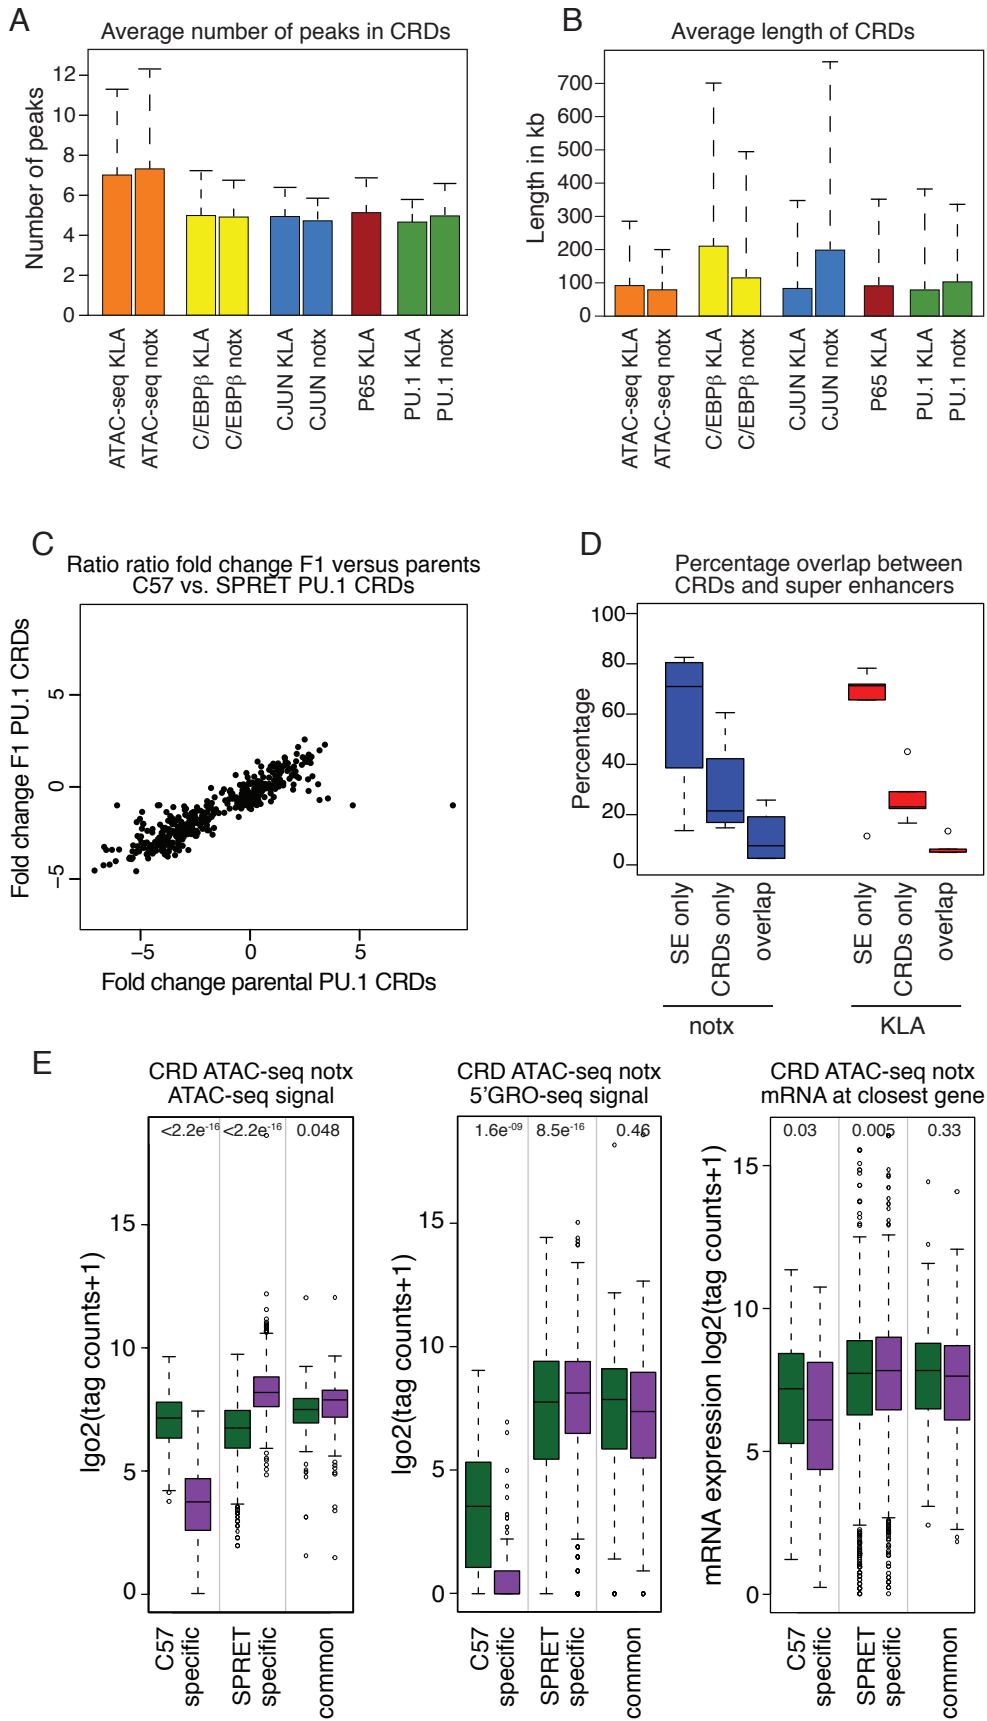 A
Average number of peaks in CRDs
Number of peaks
12
10
8
6
4
2
0
ATAC-seq KLA
ATAC-seq notx
C/EBPβ KLA
C/EBPβ notx
CJUN KLA
CJUN notx
P65 KLA
PU.1 KLA
PU.1 notx
B
Average length of CRDs
Length in kb
700
600
500
400
300
200
100
0
ATAC-seq KLA
ATAC-seq notx
C/EBPβ KLA
C/EBPβ notx
CJUN KLA
CJUN notx
P65 KLA
PU.1 KLA
PU.1 notx
C
Ratio ratio fold change F1 versus parents
C57 vs. SPRET PU.1 CRDs
Fold change F1 PU.1 CRDs
5
0
−5
−5
0
5
Fold change parental PU.1 CRDs
D
Percentage overlap between
CRDs and super enhancers
Percentage
100
80
60
40
20
0
SE only
CRDs only
overlap
SE only
CRDs only
overlap
notx
KLA
E
CRD ATAC-seq notx
ATAC-seq signal
<2.2e-16
<2.2e-16
0.048
lgo2(tag counts+1)
15
10
5
0
C57
specific
SPRET
specific
common
CRD ATAC-seq notx
5'GRO-seq signal
1.6e-09
8.5e-16
0.46
lgo2(tag counts+1)
15
10
5
0
C57
specific
SPRET
specific
common
CRD ATAC-seq notx
mRNA at closest gene
0.03
0.005
0.33
mRNA expression log2(tag counts+1)
15
10
5
0
C57
specific
SPRET
specific
common